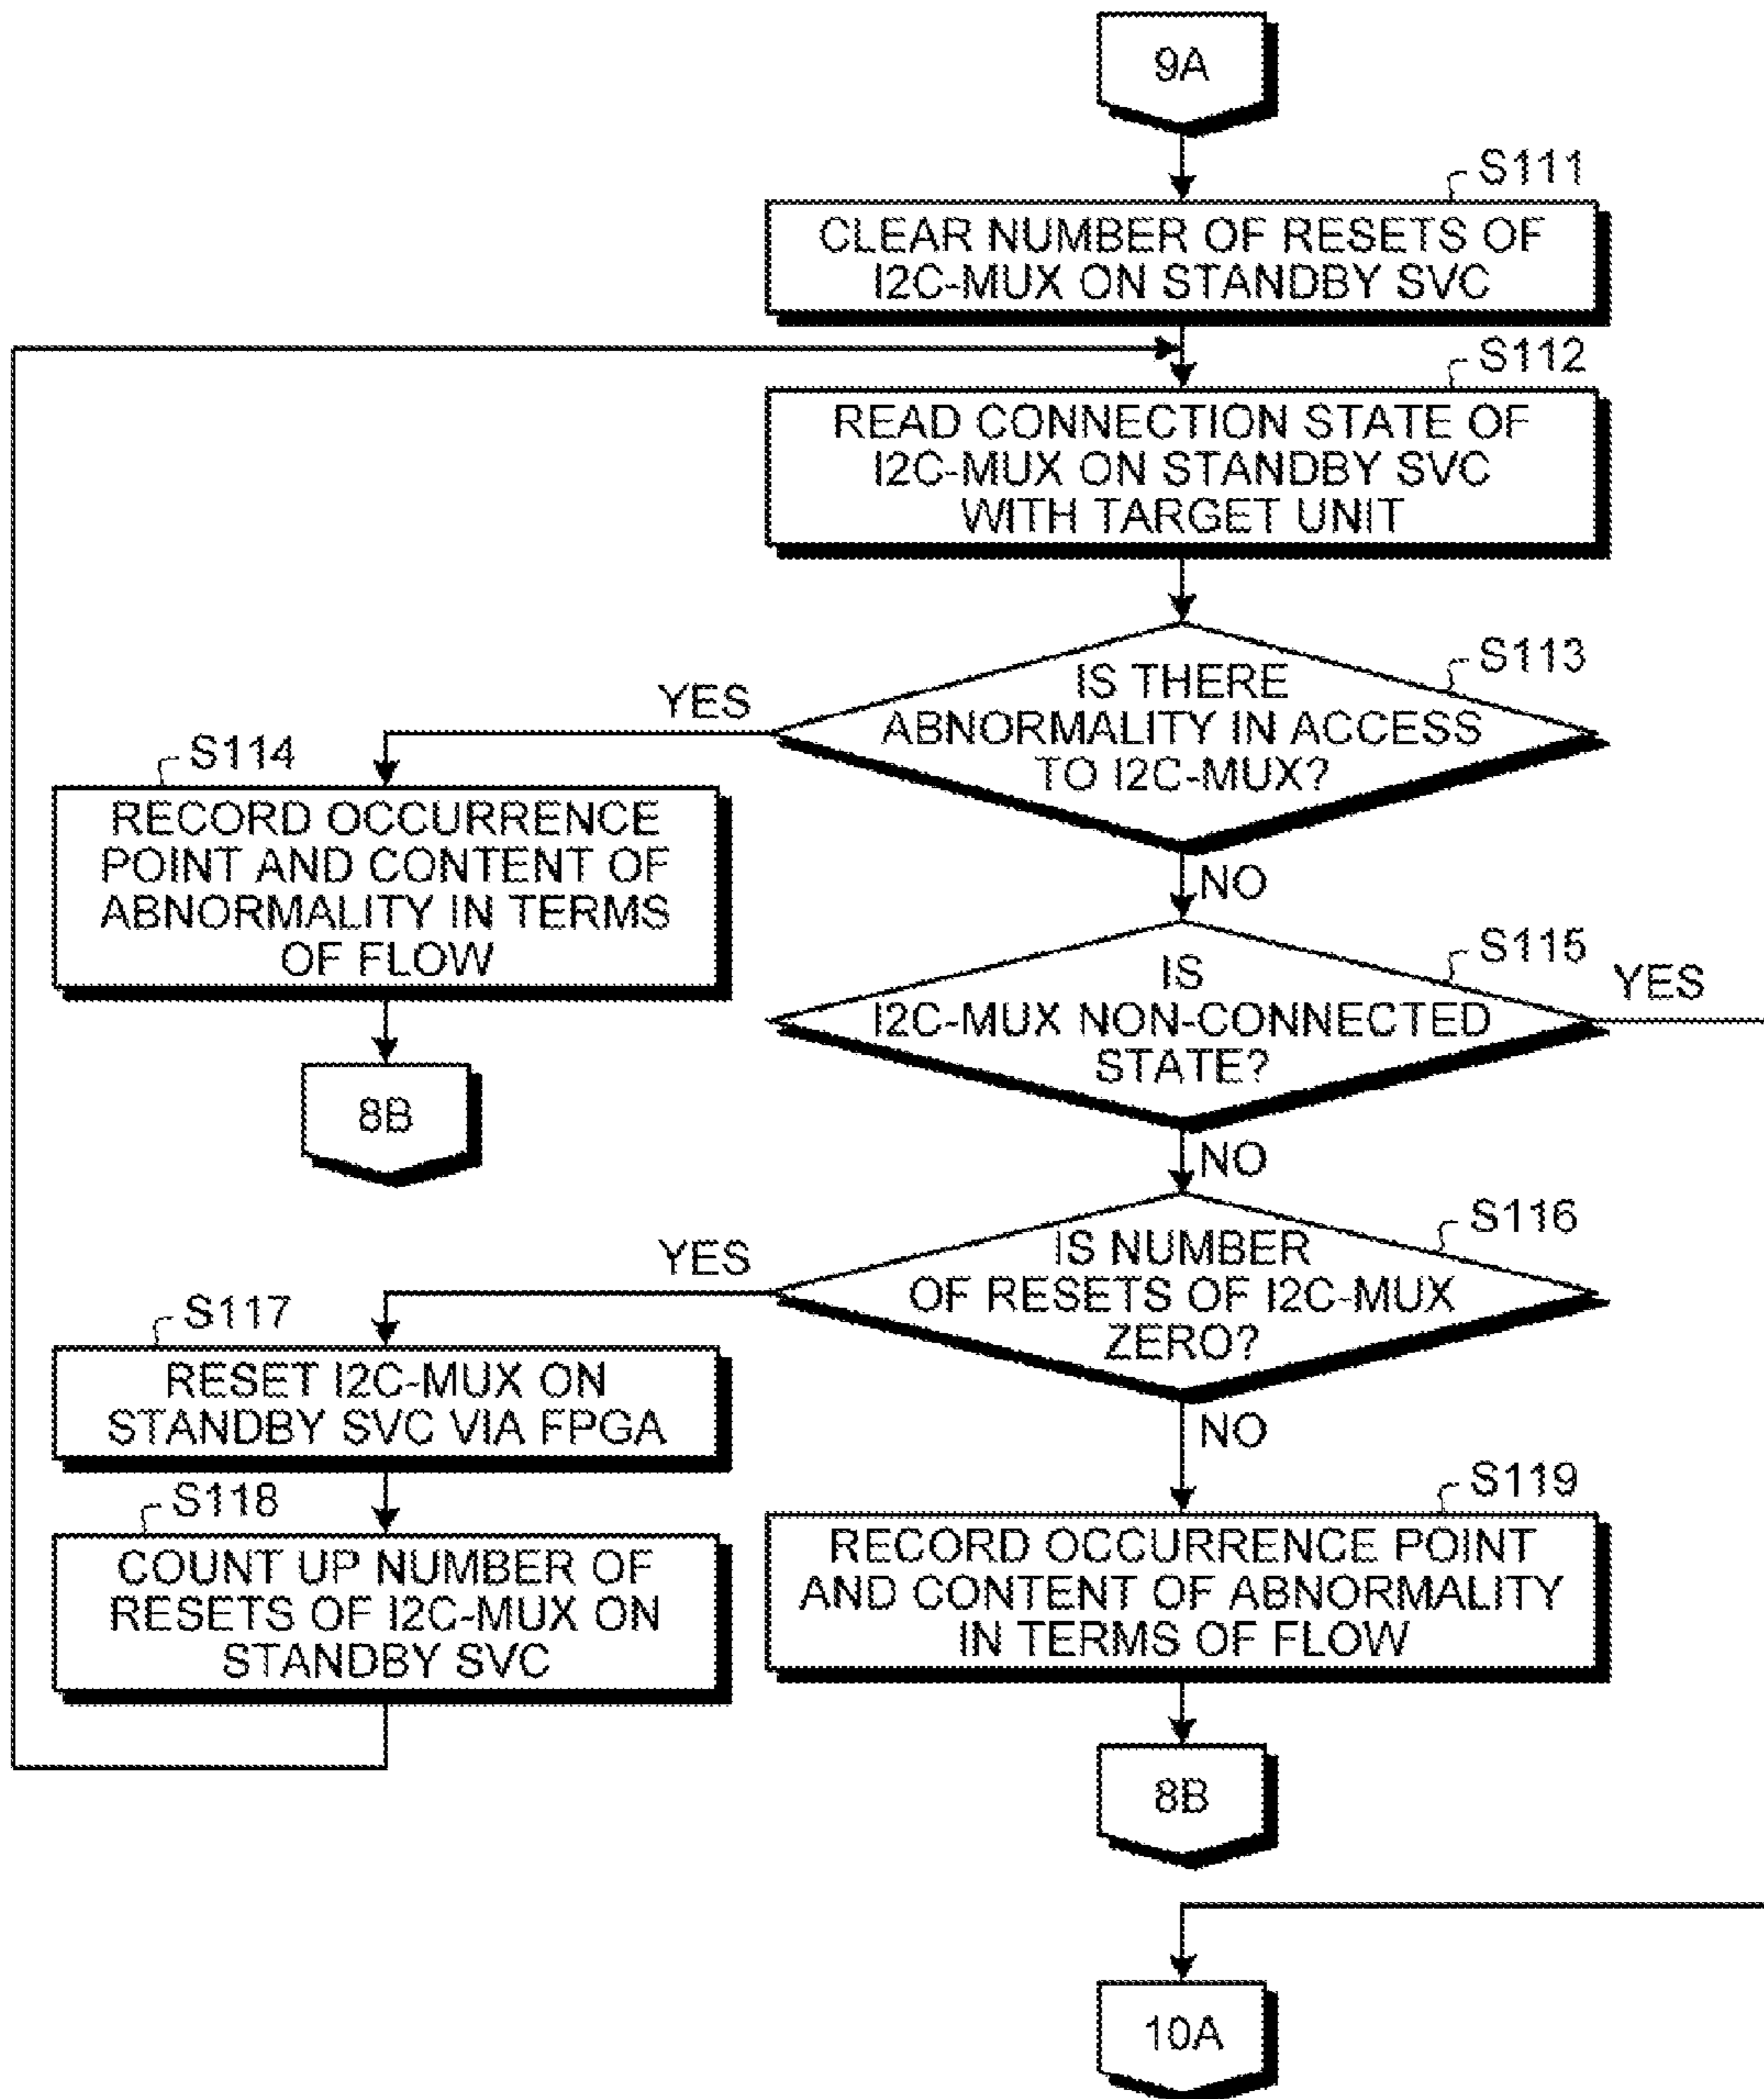 9A
S111
CLEAR NUMBER OF RESETS OF
I2C-MUX ON STANDBY SVC
S112
READ CONNECTION STATE OF
I2C-MUX ON STANDBY SVC
WITH TARGET UNIT
S113
IS THERE
ABNORMALITY IN ACCESS
TO I2C-MUX?
YES
NO
S114
RECORD OCCURRENCE
POINT AND CONTENT OF
ABNORMALITY IN TERMS
OF FLOW
8B
S115
IS
I2C-MUX NON-CONNECTED
STATE?
YES
NO
S116
IS NUMBER
OF RESETS OF I2C-MUX
ZERO?
YES
NO
S117
RESET I2C-MUX ON
STANDBY SVC VIA FPGA
S118
COUNT UP NUMBER OF
RESETS OF I2C-MUX ON
STANDBY SVC
S119
RECORD OCCURRENCE POINT
AND CONTENT OF ABNORMALITY
IN TERMS OF FLOW
8B
10A